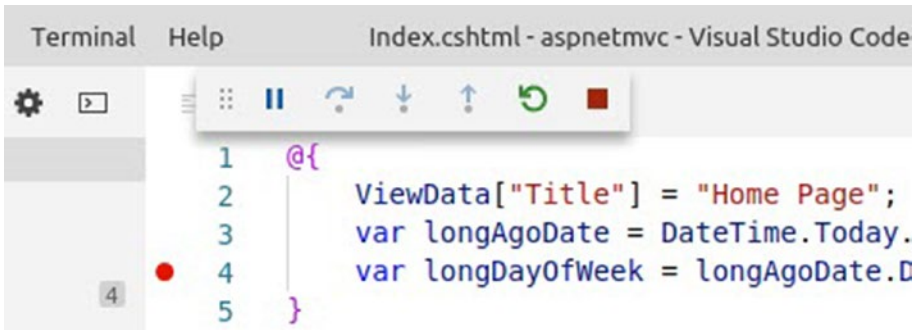 Terminal Help Index.cshtml - aspnetmvc - Visual Studio Code
1 @{
2 ViewData["Title"] = "Home Page";
3 var longAgoDate = DateTime.Today.
4 var longDayOfWeek = longAgoDate.D
4
5 }